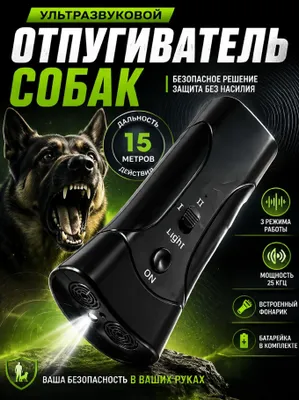 УЛЬТРАЗВУКОВОЙ
ОТПУГИВАТЕЛЬ
СОБАК
БЕЗОПАСНОЕ РЕШЕНИЕ
ЗАЩИТА БЕЗ НАСИЛИЯ
ДАЛЬНОСТЬ
15
МЕТРОВ
ДЕЙСТВИЯ
I II
Light
ON
3 РЕЖИМА
РАБОТЫ
МОЩНОСТЬ
25 КГЦ
ВСТРОЕННЫЙ
ФОНАРИК
БАТАРЕЙКА
В КОМПЛЕКТЕ
ВАША БЕЗОПАСНОСТЬ В ВАШИХ РУКАХ